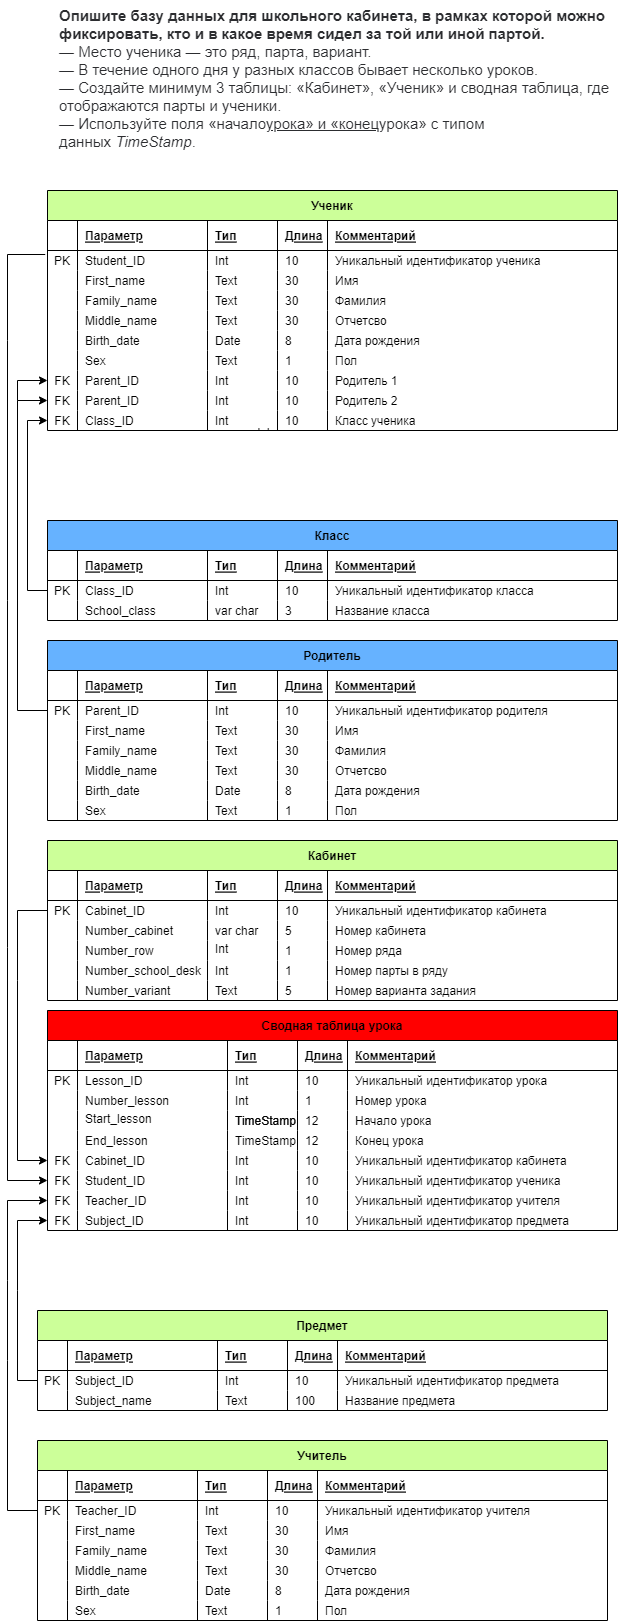 Опишите базу данных для школьного кабинета, в рамках которой можно
фиксировать, кто и в какое время сидел за той или иной партой.
— Место ученика — это ряд, парта, вариант.
— В течение одного дня у разных классов бывает несколько уроков.
— Создайте минимум 3 таблицы: «Кабинет», «Ученик» и сводная таблица, где
отображаются парты и ученики.
— Используйте поля «началоурока» и «конецурока» с типом
данных TimeStamp.
Ученик
Параметр Тип Длина Комментарий
PK Student_ID Int 10 Уникальный идентификатор ученика
First_name Text 30 Имя
Family_name Text 30 Фамилия
Middle_name Text 30 Отчетсво
Birth_date Date 8 Дата рождения
Sex Text 1 Пол
FK Parent_ID Int 10 Родитель 1
FK Parent_ID Int 10 Родитель 2
FK Class_ID Int 10 Класс ученика
Класс
Параметр Тип Длина Комментарий
PK Class_ID Int 10 Уникальный идентификатор класса
School_class var char 3 Название класса
Родитель
Параметр Тип Длина Комментарий
PK Parent_ID Int 10 Уникальный идентификатор родителя
First_name Text 30 Имя
Family_name Text 30 Фамилия
Middle_name Text 30 Отчетсво
Birth_date Date 8 Дата рождения
Sex Text 1 Пол
Кабинет
Параметр Тип Длина Комментарий
PK Cabinet_ID Int 10 Уникальный идентификатор кабинета
Number_cabinet var char 5 Номер кабинета
Number_row Int 1 Номер ряда
Number_school_desk Int 1 Номер парты в ряду
Number_variant Text 5 Номер варианта задания
Сводная таблица урока
Параметр Тип Длина Комментарий
PK Lesson_ID Int 10 Уникальный идентификатор урока
Number_lesson Int 1 Номер урока
Start_lesson TimeStamp 12 Начало урока
End_lesson TimeStamp 12 Конец урока
FK Cabinet_ID Int 10 Уникальный идентификатор кабинета
FK Student_ID Int 10 Уникальный идентификатор ученика
FK Teacher_ID Int 10 Уникальный идентификатор учителя
FK Subject_ID Int 10 Уникальный идентификатор предмета
Предмет
Параметр Тип Длина Комментарий
PK Subject_ID Int 10 Уникальный идентификатор предмета
Subject_name Text 100 Название предмета
Учитель
Параметр Тип Длина Комментарий
PK Teacher_ID Int 10 Уникальный идентификатор учителя
First_name Text 30 Имя
Family_name Text 30 Фамилия
Middle_name Text 30 Отчетсво
Birth_date Date 8 Дата рождения
Sex Text 1 Пол